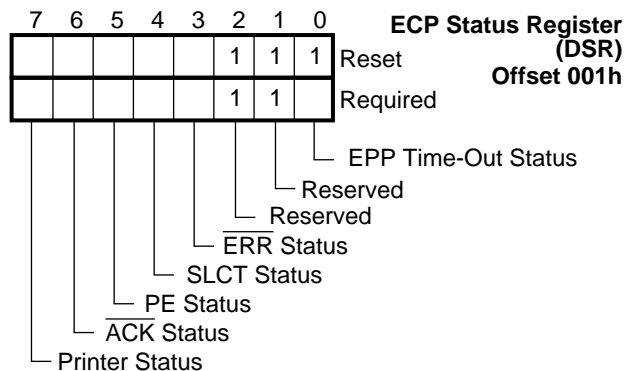 7 6 5 4 3 2 1 0
ECP Status Register
(DSR)
Offset 001h
1 1 1 Reset
1 1 Required
EPP Time-Out Status
Reserved
Reserved
ERR Status
SLCT Status
PE Status
ACK Status
Printer Status